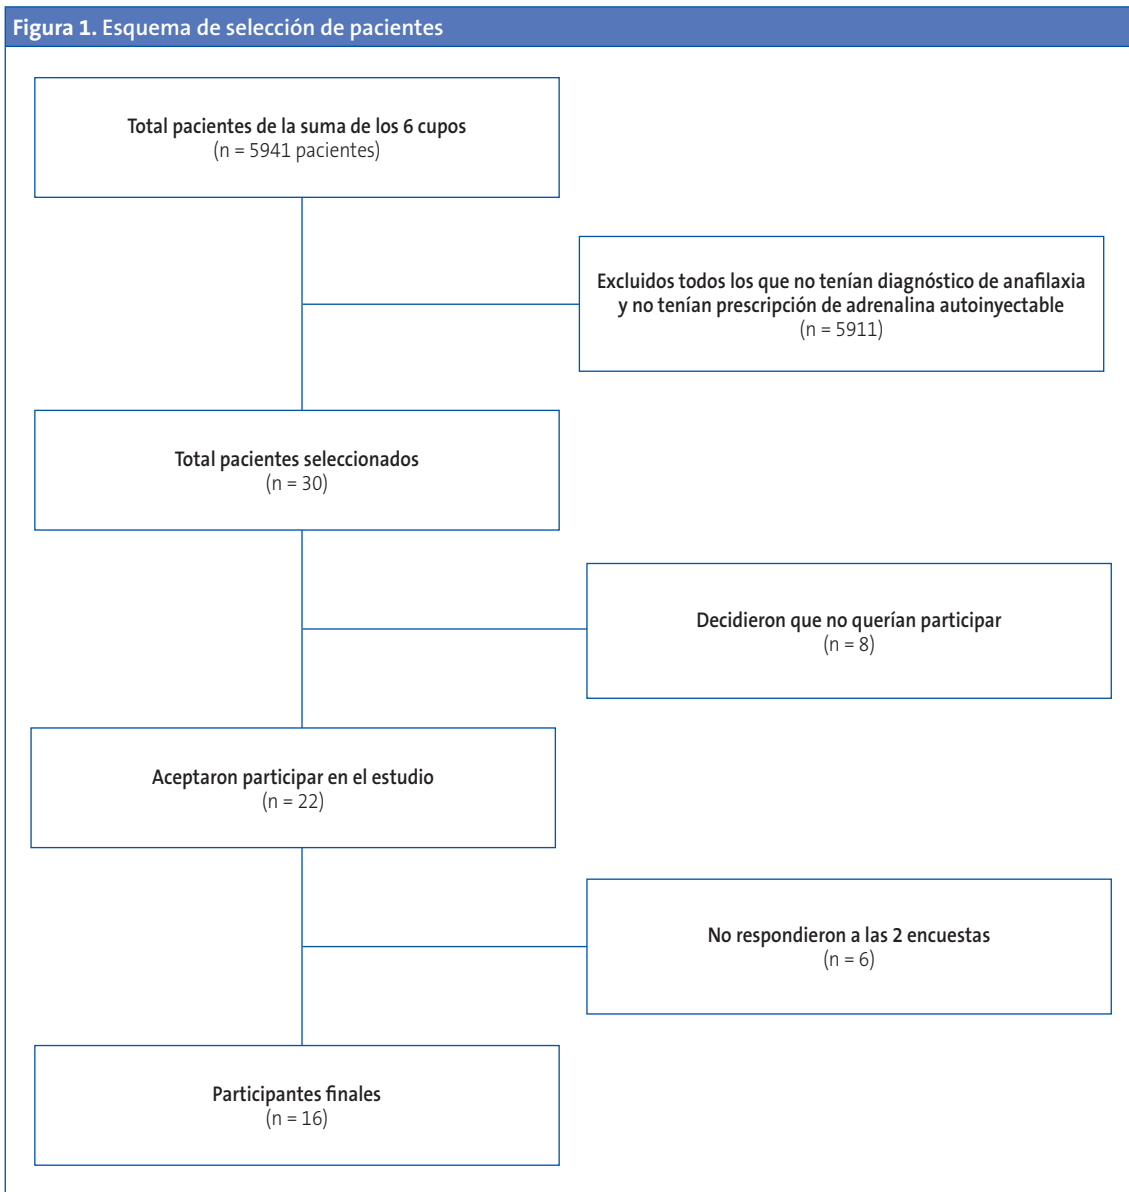 Figura 1. Esquema de selección de pacientes
Total pacientes de la suma de los 6 cupos
(n = 5941 pacientes)
Excluidos todos los que no tenían diagnóstico de anafilaxia
y no tenían prescripción de adrenalina autoinyectable
(n = 5911)
Total pacientes seleccionados
(n = 30)
Decidieron que no querían participar
(n = 8)
Aceptaron participar en el estudio
(n = 22)
No respondieron a las 2 encuestas
(n = 6)
Participantes finales
(n = 16)